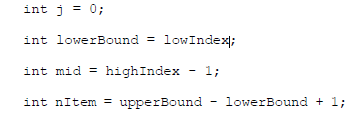 int j = 0;
int lowerBound = lowIndex;
int mid = highIndex - 1;
int nItem = upperBound - lowerBound + 1;